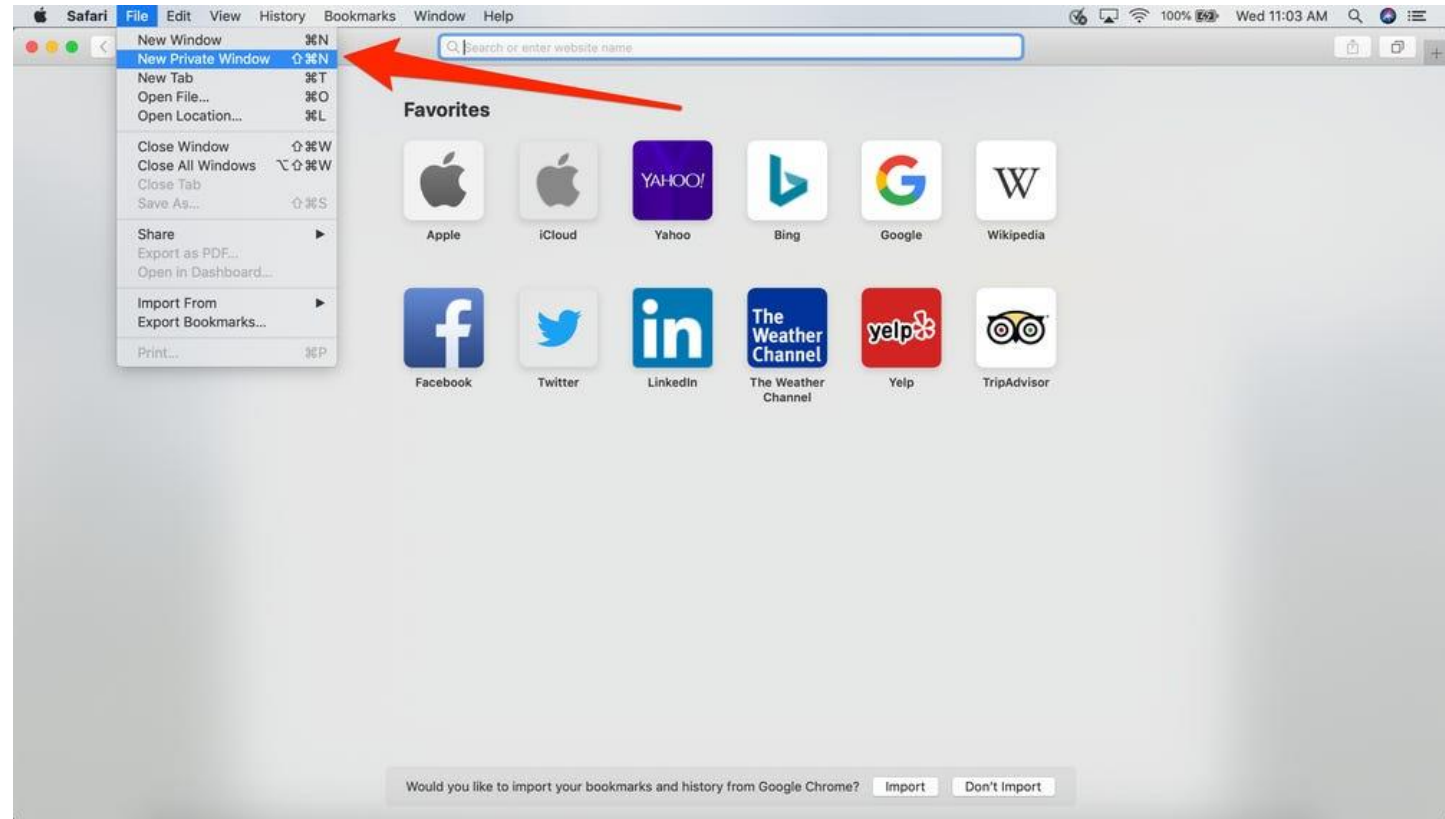 Safari File Edit View History Bookmarks Window Help 100% Wed 11:03 AM
New Window ⌘N
New Private Window ⇧⌘N
New Tab ⌘T
Open File... ⌘O
Open Location... ⌘L
Close Window ⇧⌘W
Close All Windows ⌥⇧⌘W
Close Tab
Save As... ⇧⌘S
Share
Export as PDF...
Open in Dashboard...
Import From
Export Bookmarks...
Print... ⌘P
Search or enter website name
Favorites
YAHOO!
G
W
Apple iCloud Yahoo Bing Google Wikipedia
f
in
The
Weather
Channel
yelp
Facebook Twitter LinkedIn The Weather Yelp TripAdvisor
Channel
Would you like to import your bookmarks and history from Google Chrome? Import Don't Import